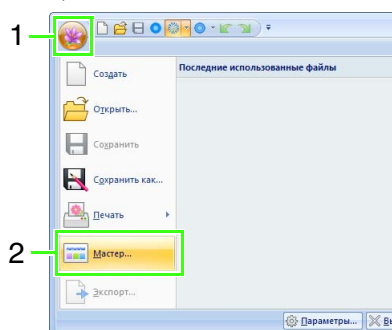 1
Создать
Последние использованные файлы
Открыть...
Сохранить
Сохранить как...
Печать
2
Мастер...
Экспорт...
Параметры...